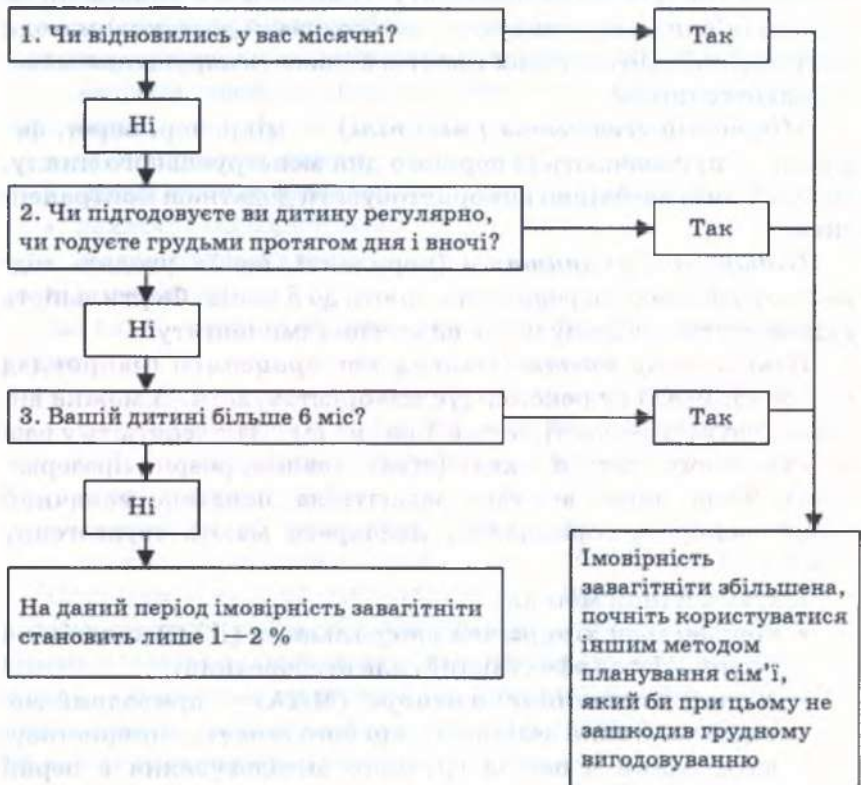 1. Чи відновились у вас місячні?
Так
Ні
2. Чи підгодовуєте ви дитину регулярно,
чи годуєте грудьми протягом дня і вночі?
Так
Ні
3. Вашій дитині більше 6 міс?
Так
Ні
На даний період імовірність завагітніти
становить лише 1—2 %
Імовірність
завагітніти збільшена,
почніть користуватися
іншим методом
планування сім'ї,
який би при цьому не
зашкодив грудному
вигодовуванню